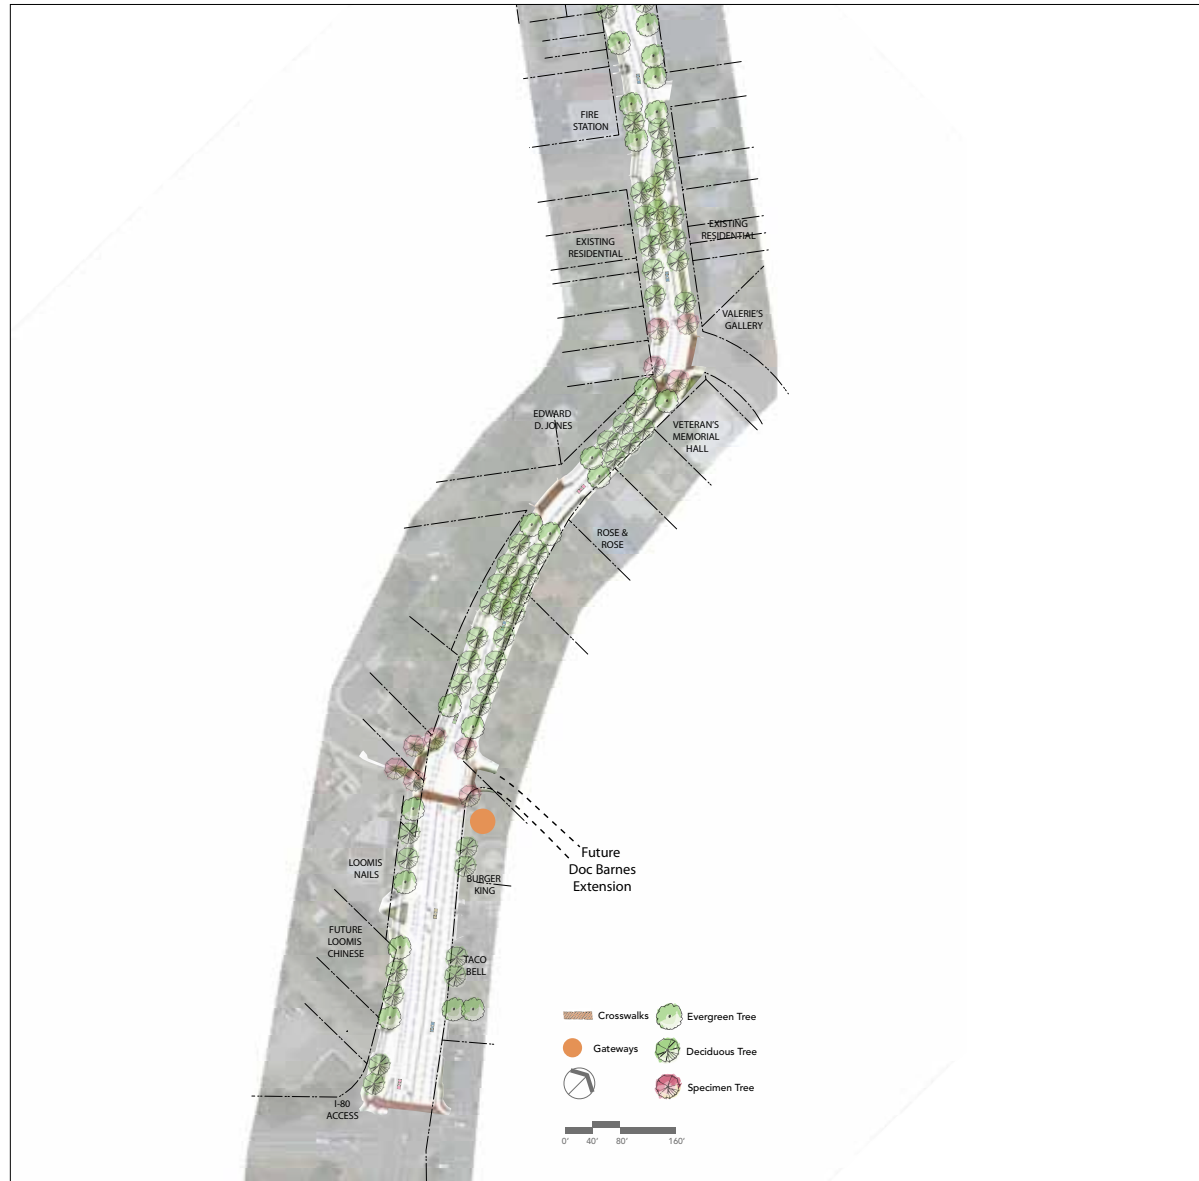 FIRE
STATION
EXISTING
RESIDENTIAL
EXISTING
RESIDENTIAL
VALERIE'S
GALLERY
EDWARD
D. JONES
VETERAN'S
MEMORIAL
HALL
ROSE &
ROSE
Future
Doc Barnes
Extension
LOOMIS
NAILS
BURGER
KING
FUTURE
LOOMIS
CHINESE
TACO
BELL
I-80
ACCESS
Crosswalks
Evergreen Tree
Gateways
Deciduous Tree
Specimen Tree
0' 40' 80' 160'